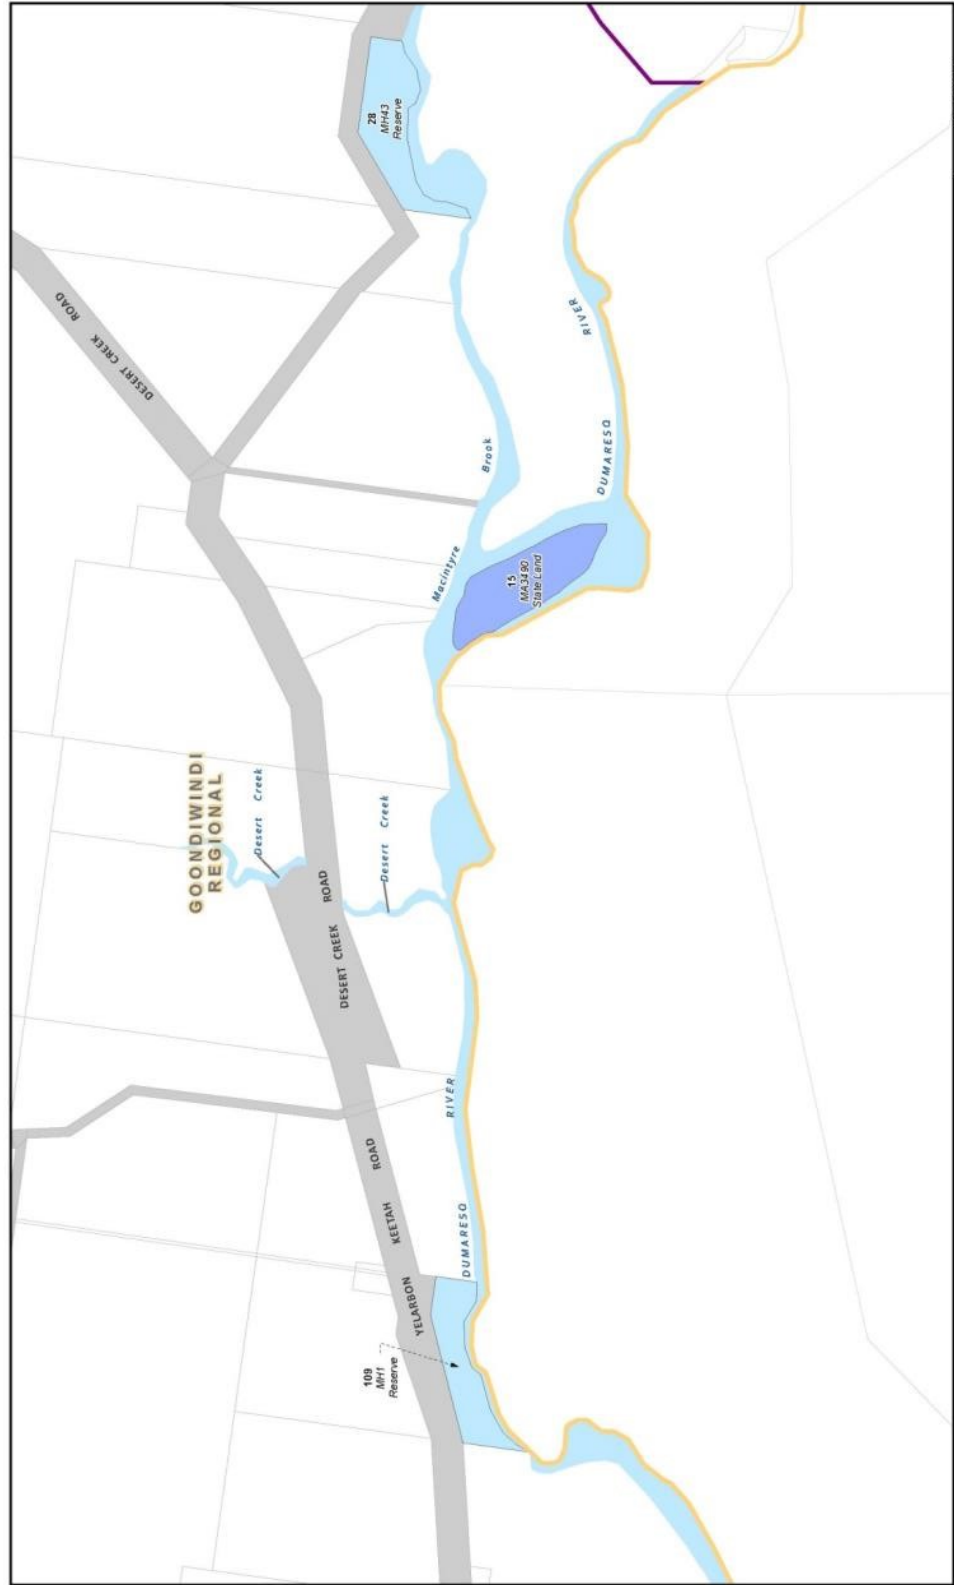 28
MH43
Reserve
DESERT CREEK
ROAD
RIVER
DUMARESQ
Brook
Macintyre
15
MA3490
State Land
GOONDIWINDI
REGIONAL
Desert Creek
Desert Creek
DESERT CREEK ROAD
RIVER
DUMARESQ
YELARBON KEETAH ROAD
109
MH1
Reserve